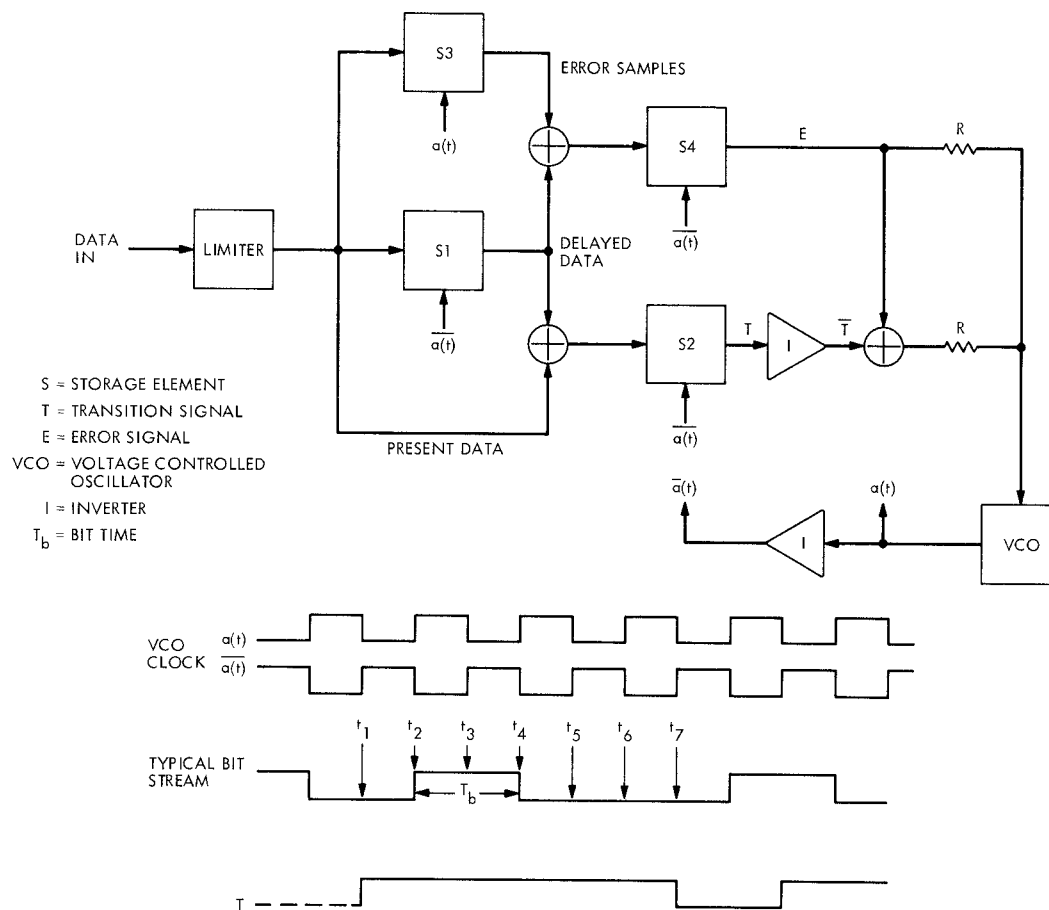 S3
ERROR SAMPLES
a(t)
S4
E
R
a̅(̅t̅)̅
DATA
IN
LIMITER
S1
DELAYED
DATA
a̅(̅t̅)̅
S2
T
I
T̅
R
a̅(̅t̅)̅
PRESENT DATA
S = STORAGE ELEMENT
T = TRANSITION SIGNAL
E = ERROR SIGNAL
VCO = VOLTAGE CONTROLLED
OSCILLATOR
I = INVERTER
T_b = BIT TIME
a̅(t)
a(t)
I
VCO
VCO
CLOCK
a(t)
a̅(̅t̅)̅
t1 t2 t3 t4 t5 t6 t7
TYPICAL BIT
STREAM
T_b
T